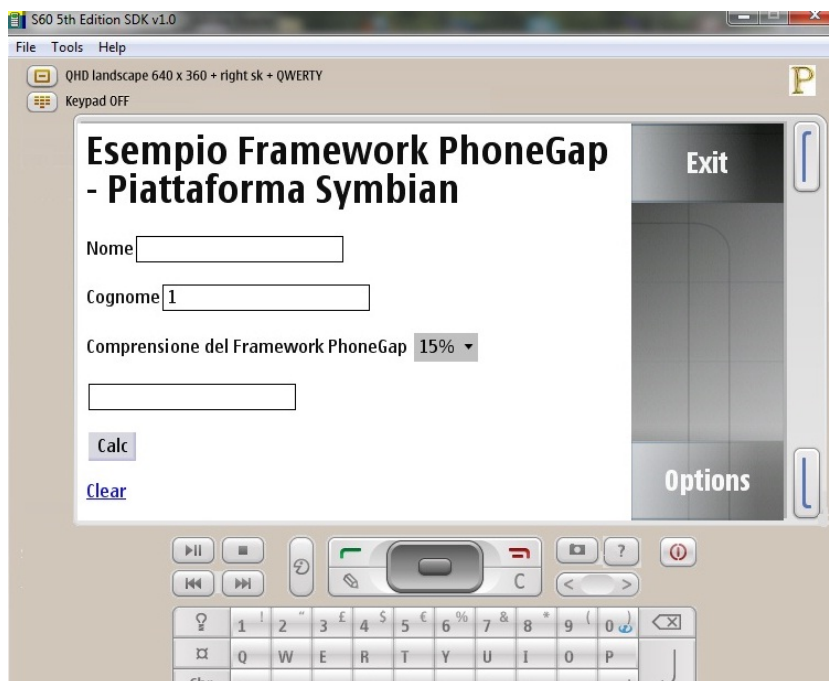 S60 5th Edition SDK v1.0
File Tools Help
QHD landscape 640 x 360 + right sk + QWERTY
Keypad OFF
P
Esempio Framework PhoneGap
- Piattaforma Symbian
Exit
Nome
Cognome 1
Comprensione del Framework PhoneGap 15%
Calc
Clear
Options
?
C
< >
1 ! 2 " 3 £ 4 $ 5 € 6 % 7 & 8 * 9 ( 0 )
Q W E R T Y U I O P